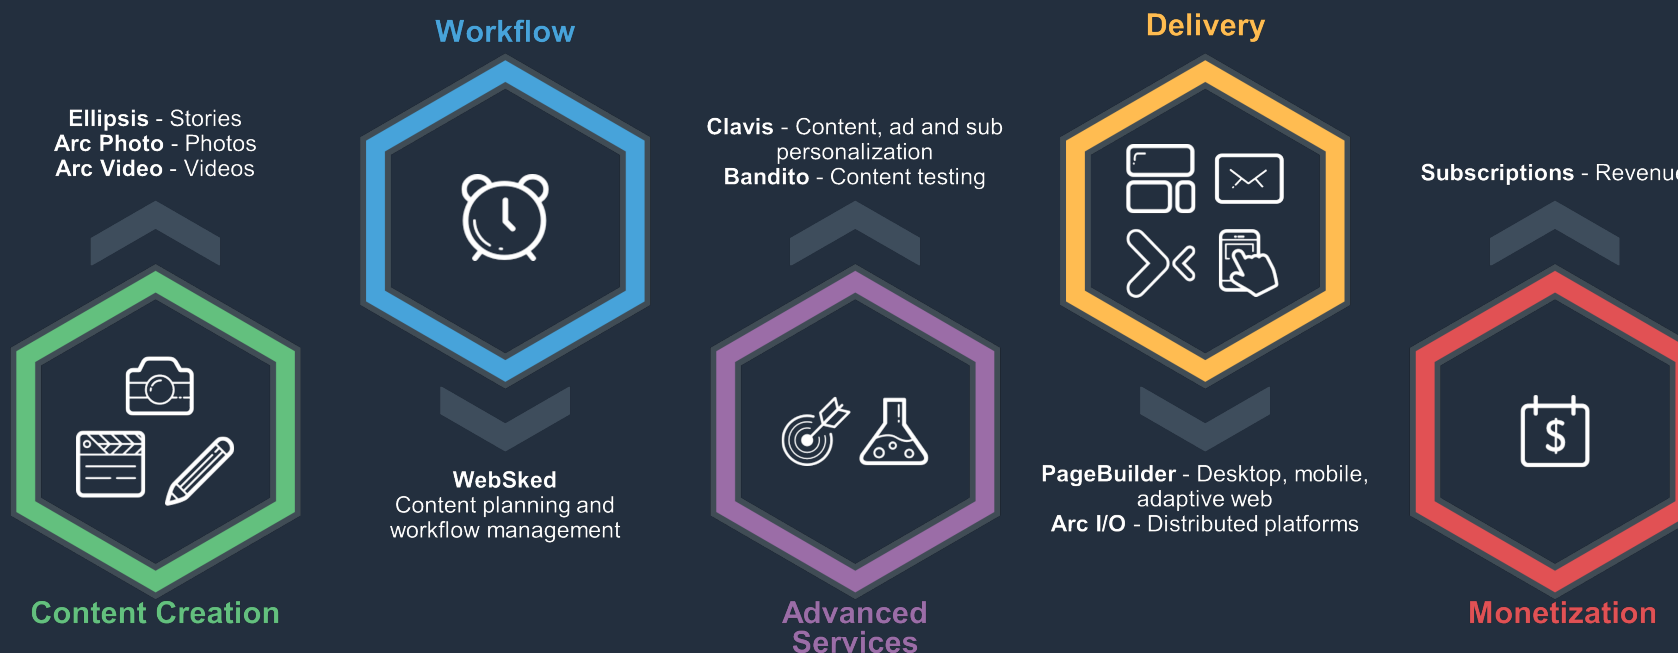 Workflow
Delivery
Ellipsis - Stories
Arc Photo - Photos
Arc Video - Videos
Clavis - Content, ad and sub
personalization
Bandito - Content testing
Subscriptions - Revenue
WebSked
Content planning and
workflow management
PageBuilder - Desktop, mobile,
adaptive web
Arc I/O - Distributed platforms
$
Content Creation
Advanced
Services
Monetization